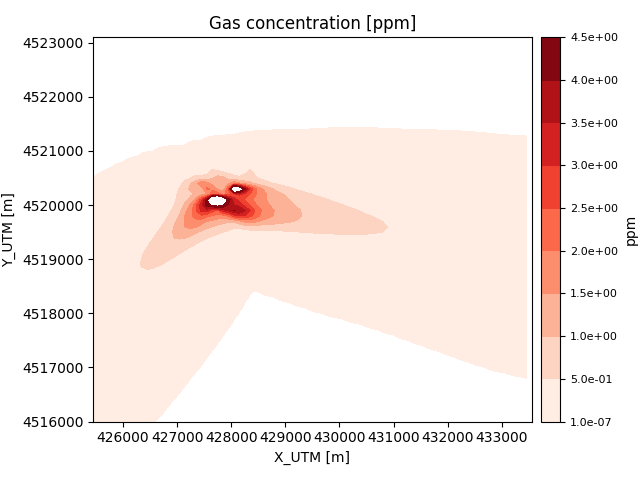 Gas concentration [ppm]
4523000
4522000
4521000
4520000
4519000
4518000
4517000
4516000
Y_UTM [m]
426000 427000 428000 429000 430000 431000 432000 433000
X_UTM [m]
4.5e+00
4.0e+00
3.5e+00
3.0e+00
2.5e+00
2.0e+00
1.5e+00
1.0e+00
5.0e-01
1.0e-07
ppm